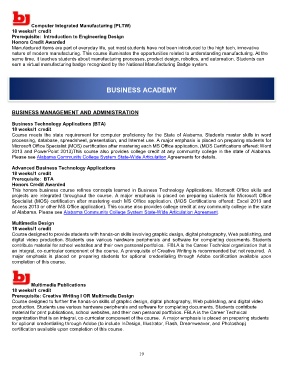 Computer Integrated Manufacturing (PLTW)
18 weeks/1 credit
Prerequisite: Introduction to Engineering Design
Honors Credit Awarded
Manufactured items are part of everyday life, yet most students have not been introduced to the high tech, innovative
nature of modern manufacturing. This course illuminates the opportunities related to understanding manufacturing. At the
same time, it teaches students about manufacturing processes, product design, robotics, and automation. Students can
earn a virtual manufacturing badge recognized by the National Manufacturing Badge system.
BUSINESS ACADEMY
BUSINESS MANAGEMENT AND ADMINISTRATION
Business Technology Applications (BTA)
18 weeks/1 credit
Course meets the state requirement for computer proficiency for the State of Alabama. Students master skills in word
processing, database, spreadsheet, presentation, and internet use. A major emphasis is placed on preparing students for
Microsoft Office Specialist (MOS) certification after mastering each MS Office application. (MOS Certifications offered: Word
2013 and PowerPoint 2013)This course also provides college credit at any community college in the state of Alabama.
Please see Alabama Community College System State-Wide Articulation Agreements for details.
Advanced Business Technology Applications
18 weeks/1 credit
Prerequisite: BTA
Honors Credit Awarded
This honors business course refines concepts learned in Business Technology Applications. Microsoft Office skills and
projects are integrated throughout the course. A major emphasis is placed on preparing students for Microsoft Office
Specialist (MOS) certification after mastering each MS Office application. (MOS Certifications offered: Excel 2013 and
Access 2013 or other MS Office application). This course also provides college credit at any community college in the state
of Alabama. Please see Alabama Community College System State-Wide Articulation Agreement
Multimedia Design
18 weeks/1 credit
Course designed to provide students with hands-on skills involving graphic design, digital photography, Web publishing, and
digital video production. Students use various hardware peripherals and software for completing documents. Students
contribute material for school websites and their own personal portfolios. FBLA is the Career Technical organization that is
an integral, co-curricular component of the course. A prerequisite of Creative Writing is recommended but not required. A
major emphasis is placed on preparing students for optional credentialing through Adobe certification available upon
completion of this course.
Multimedia Publications
18 weeks/1 credit
Prerequisite: Creative Writing I OR Multimedia Design
Course designed to further the hands-on skills of graphic design, digital photography, Web publishing, and digital video
production. Students use various hardware peripherals and software for completing documents. Students contribute
material for print publications, school websites, and their own personal portfolios. FBLA is the Career Technical
organization that is an integral, co-curricular component of the course. A major emphasis is placed on preparing students
for optional credentialing through Adobe (to include InDesign, Illustrator, Flash, Dreamweaver, and Photoshop)
certification available upon completion of this course.